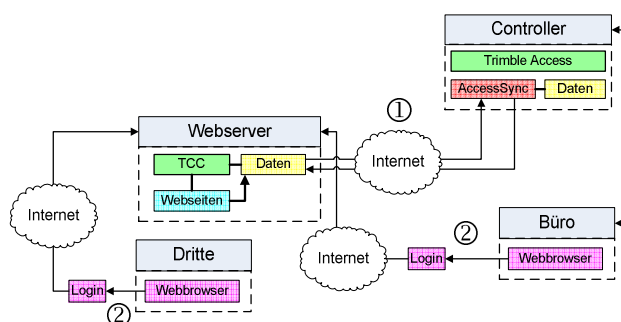 Controller
Trimble Access
AccessSync
Daten
①
Webserver
TCC
Daten
Internet
Webseiten
Internet
Büro
②
Dritte
Internet
Login
Webbrowser
Login
Webbrowser
②